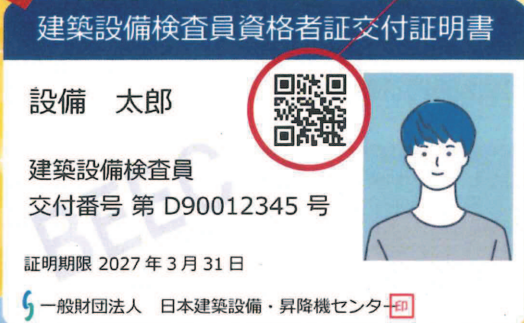 建築設備検査員資格者証交付証明書
設備　太郎
建築設備検査員
交付番号 第 D90012345 号
BEEC
証明期限 2027 年 3 月 31 日
一般財団法人　日本建築設備・昇降機センター
印